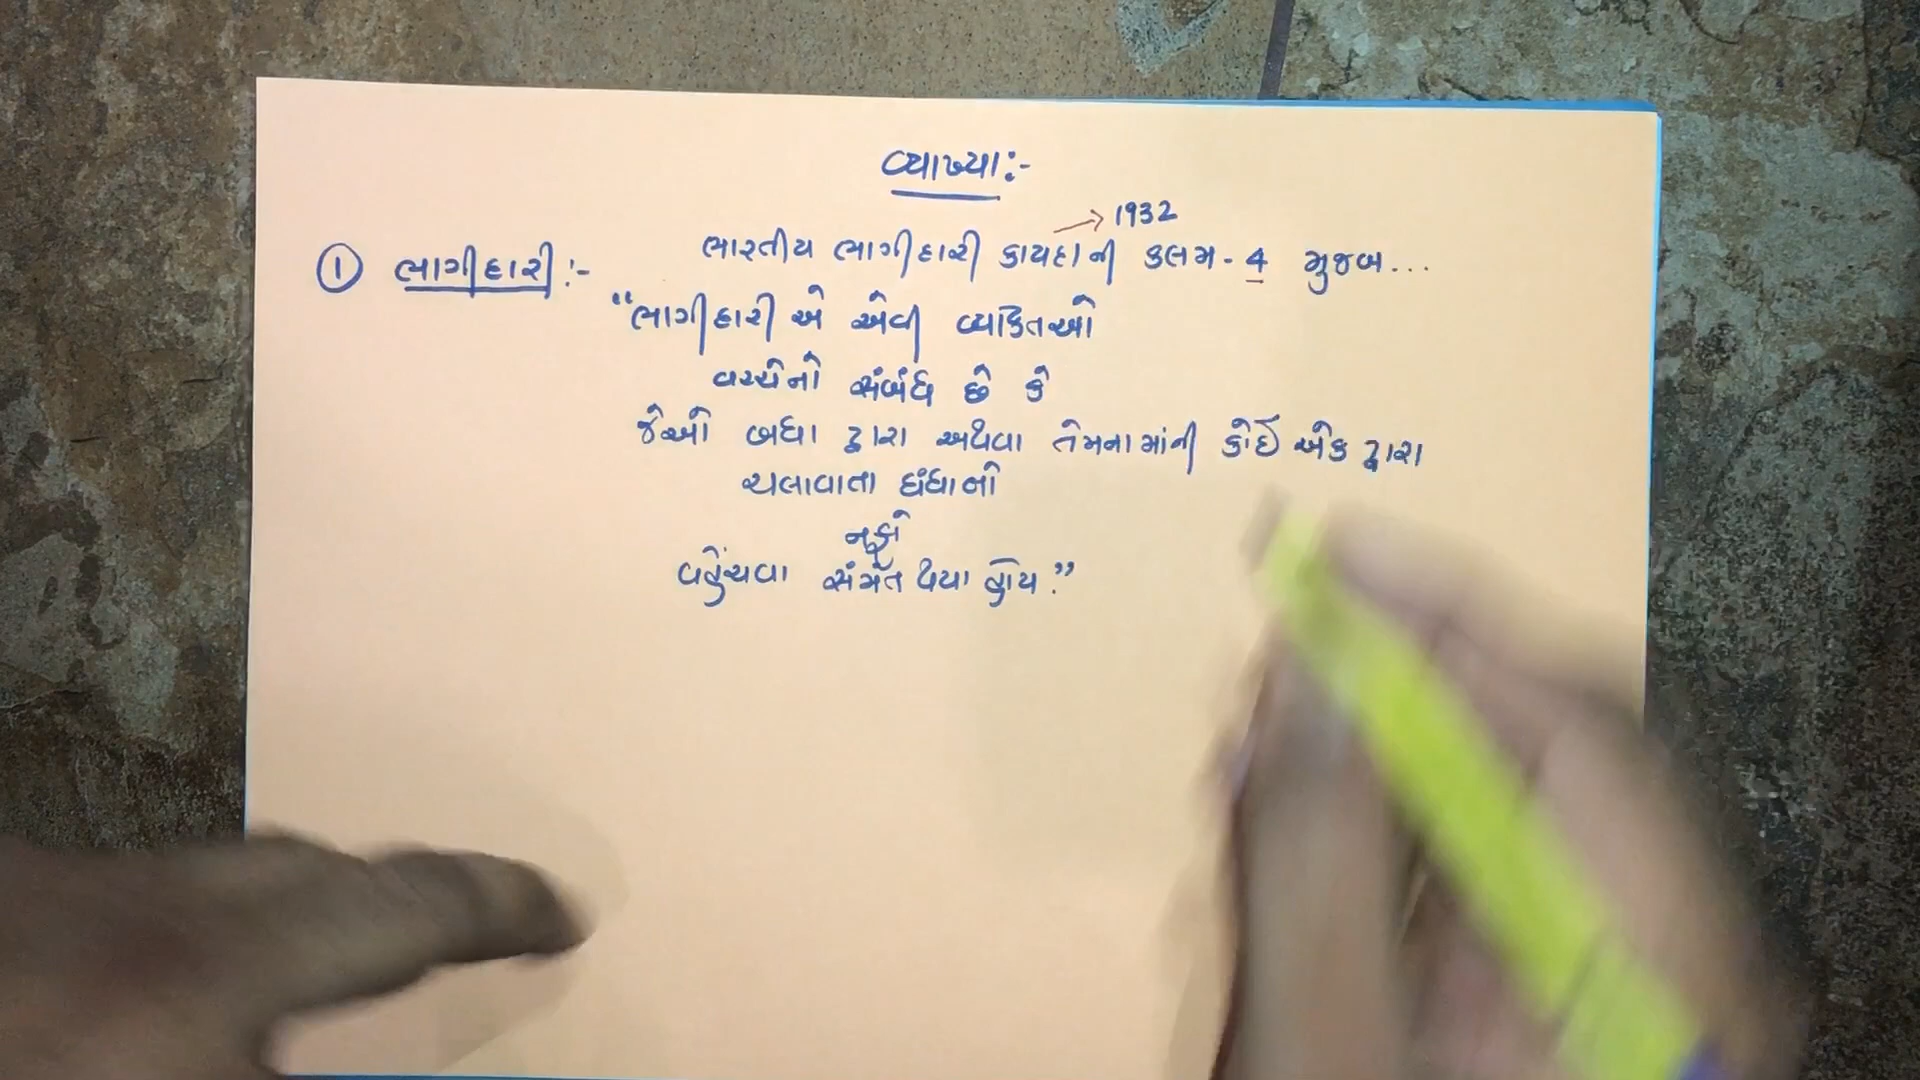 વ્યાખ્યા:-
→ 1932
① ભાગીદારી :- ભારતીય ભાગીદારી કાયદાની કલમ - 4 મુજબ...
“ભાગીદારી એ એવી વ્યકિતઓ
વચ્ચેનો સંબંધ છે કે
જેઓ બધા દ્વારા અથવા તેમનામાંની કોઈ એક દ્વારા
ચલાવાતા ધંધાનો
નફો
વહેંચવા સંમત થયા હોય.”